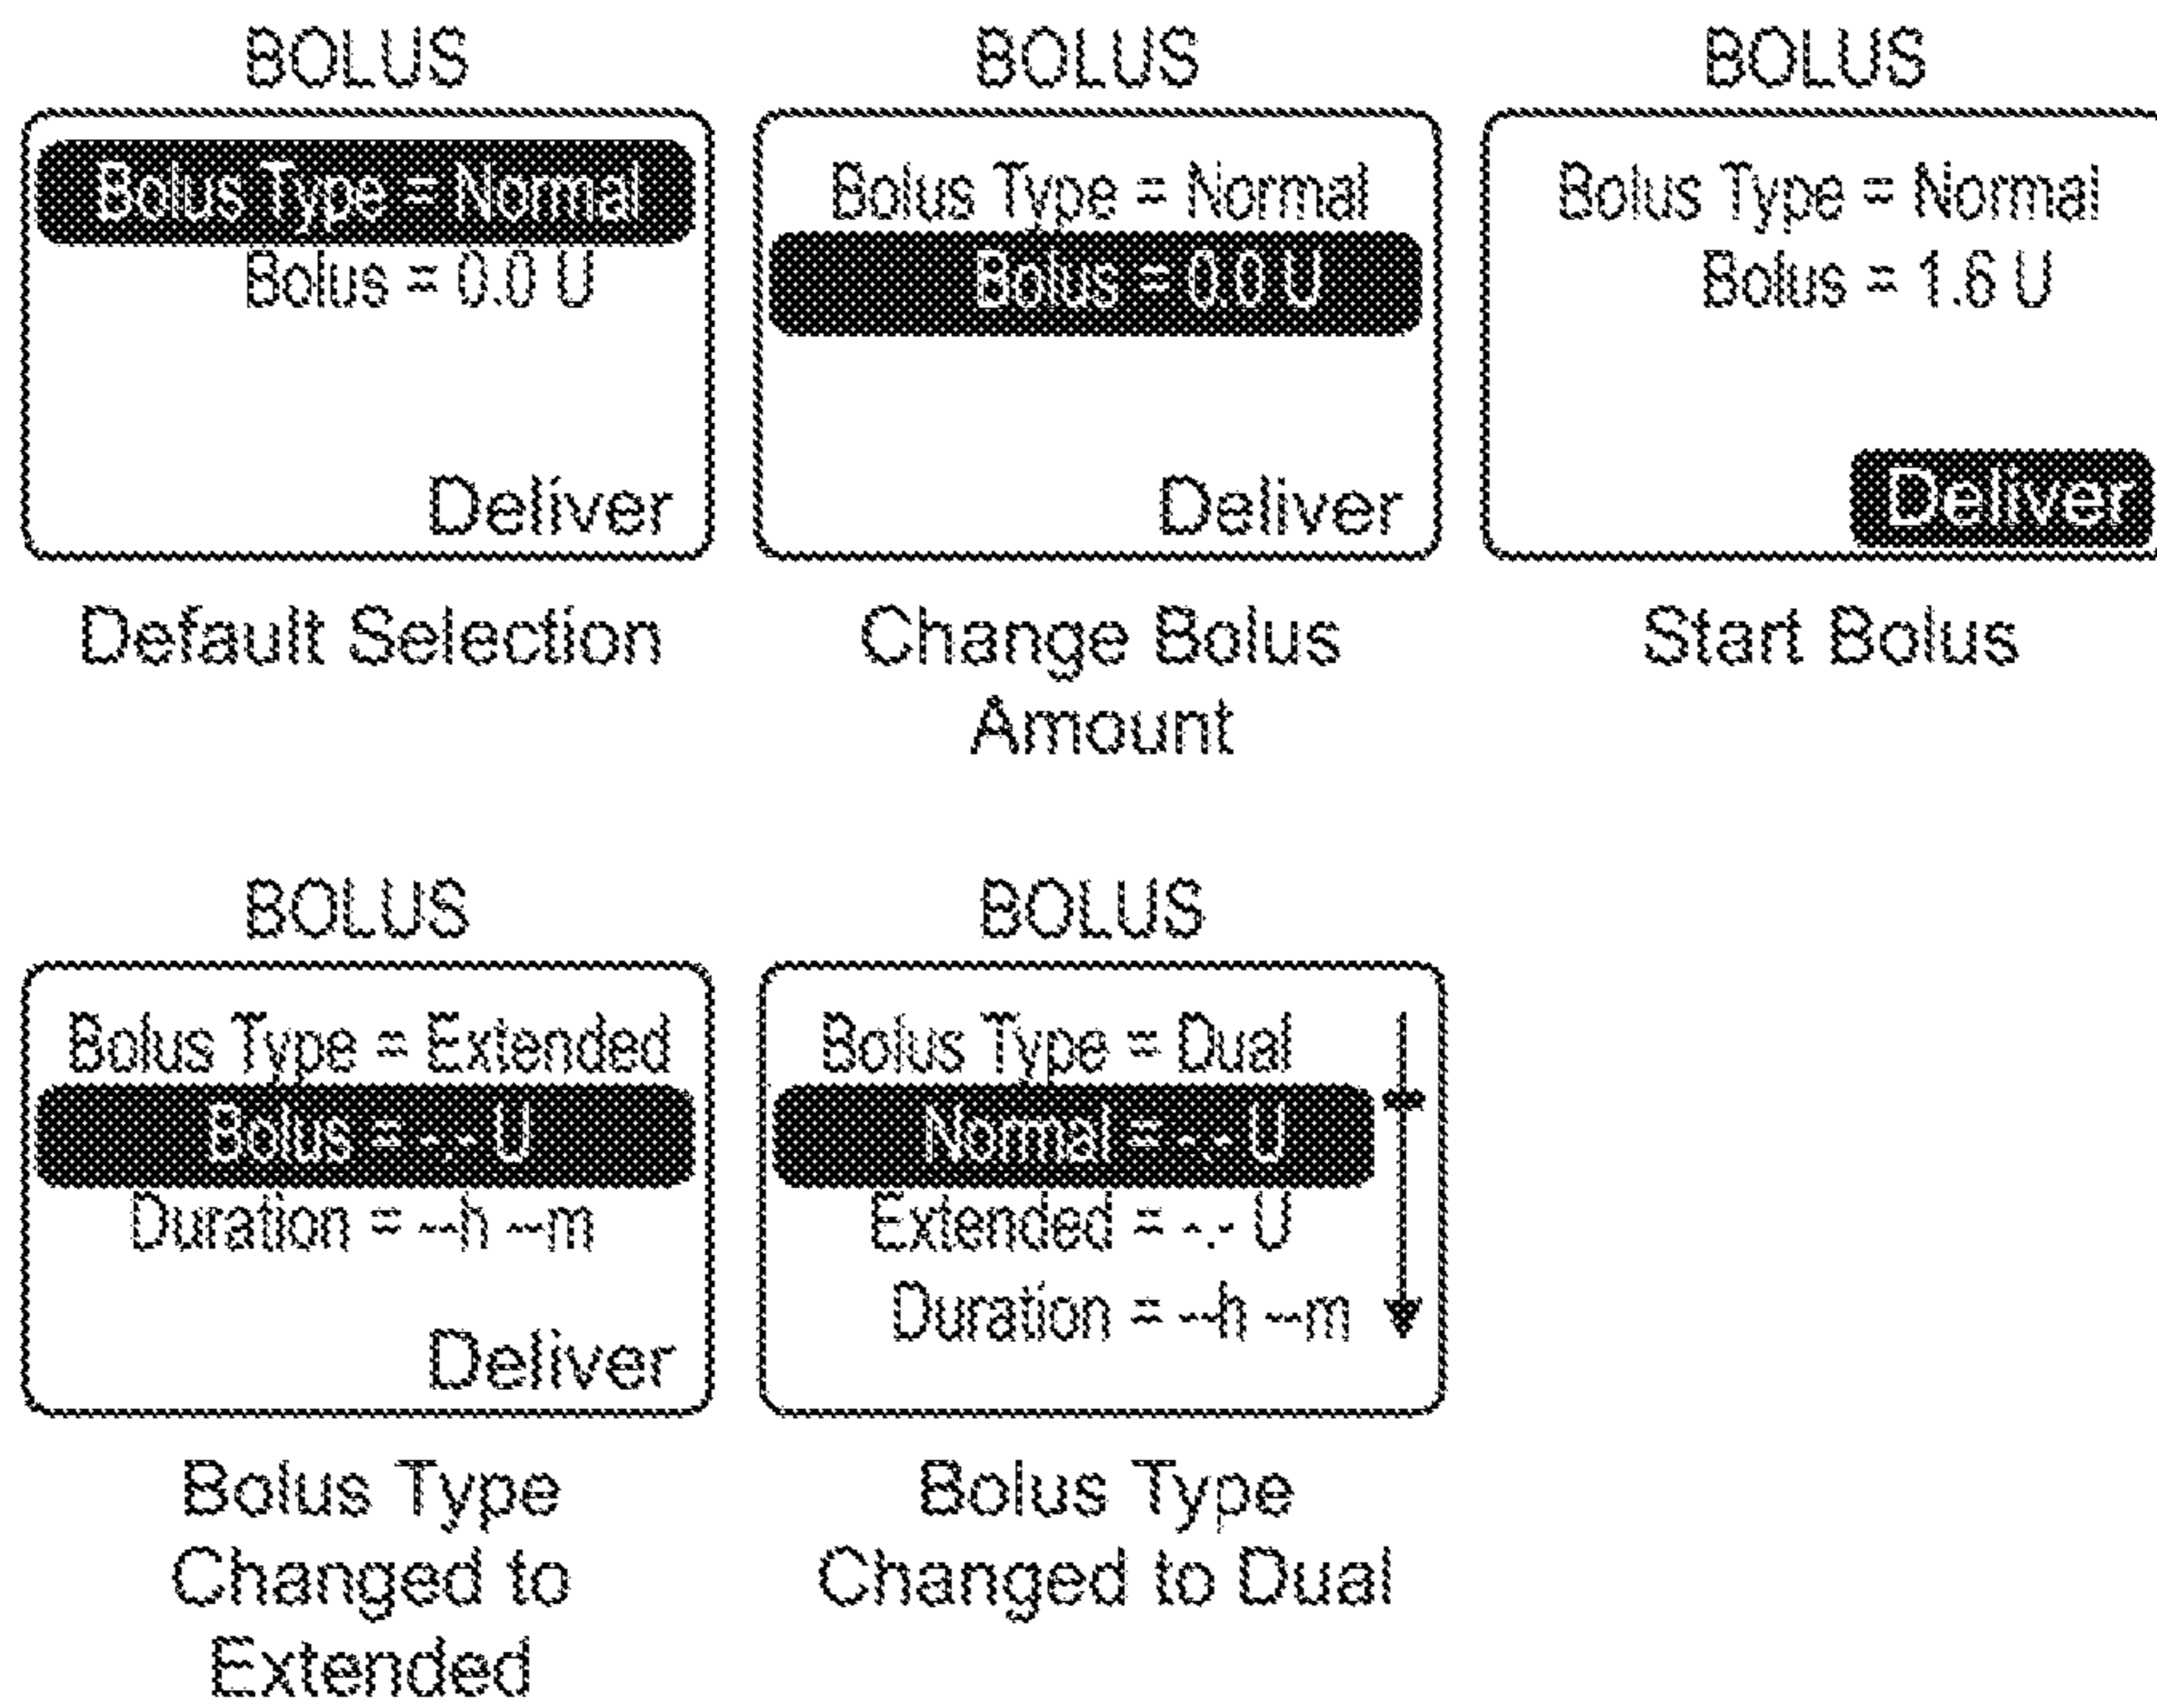 BOLUS
Bolus Type = Normal
Bolus = 0.0 U
Deliver
Default Selection
BOLUS
Bolus Type = Normal
Bolus = 0.0 U
Deliver
Change Bolus
Amount
BOLUS
Bolus Type = Normal
Bolus = 1.6 U
Deliver
Start Bolus
BOLUS
Bolus Type = Extended
Bolus = -.- U
Duration = --h --m
Deliver
Bolus Type
Changed to
Extended
BOLUS
Bolus Type = Dual
Normal = -.- U
Extended = -.- U
Duration = --h --m
Bolus Type
Changed to Dual